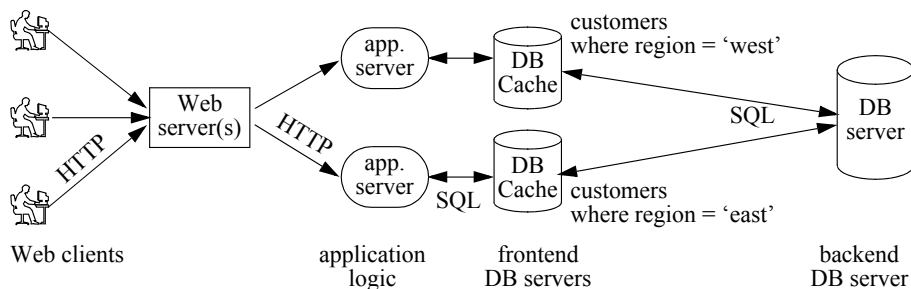 customers
where region = ‘west’
app.
server
DB
Cache
Web
server(s)
HTTP
HTTP
SQL
DB
server
app.
server
SQL
DB
Cache
customers
where region = ‘east’
Web clients
application
logic
frontend
DB servers
backend
DB server